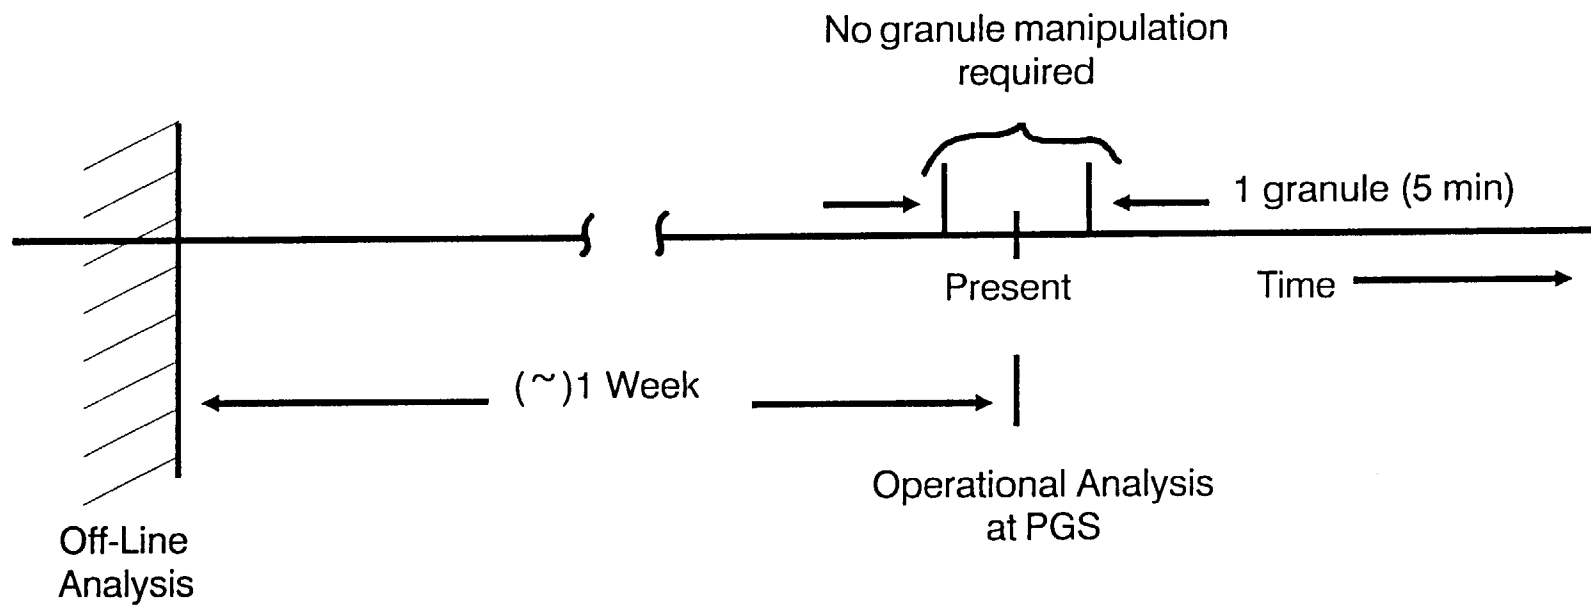 No granule manipulation
required
1 granule (5 min)
Present
Time
(~)1 Week
Operational Analysis
at PGS
Off-Line
Analysis